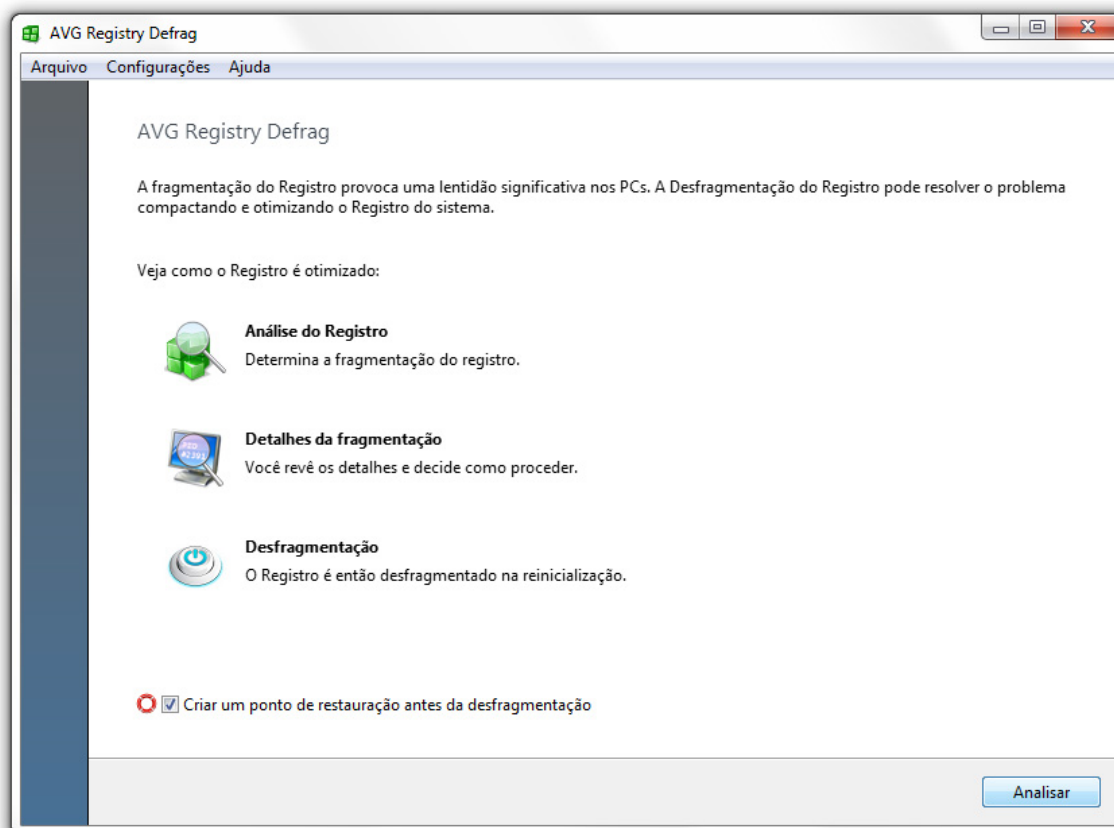 AVG Registry Defrag
Arquivo Configurações Ajuda
AVG Registry Defrag
A fragmentação do Registro provoca uma lentidão significativa nos PCs. A Desfragmentação do Registro pode resolver o problema
compactando e otimizando o Registro do sistema.
Veja como o Registro é otimizado:
Análise do Registro
Determina a fragmentação do registro.
Detalhes da fragmentação
Você revê os detalhes e decide como proceder.
Desfragmentação
O Registro é então desfragmentado na reinicialização.
Criar um ponto de restauração antes da desfragmentação
Analisar